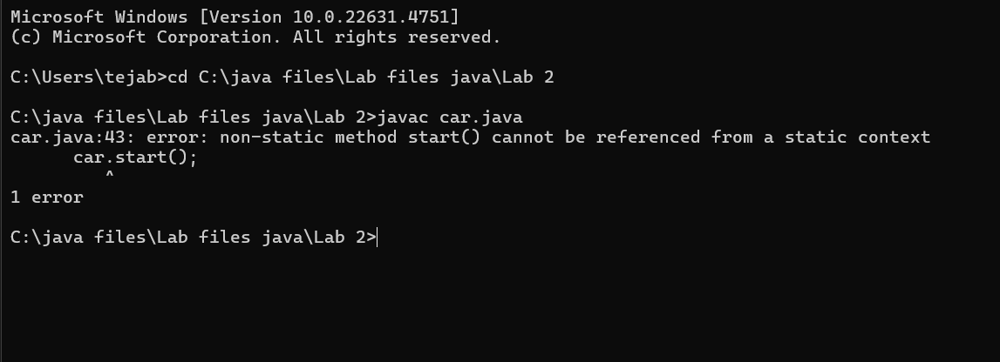 Microsoft Windows [Version 10.0.22631.4751]
(c) Microsoft Corporation. All rights reserved.
C:\Users\tejab>cd C:\java files\Lab files java\Lab 2
C:\java files\Lab files java\Lab 2>javac car.java
car.java:43: error: non-static method start() cannot be referenced from a static context
      car.start();
         ^
1 error
C:\java files\Lab files java\Lab 2>